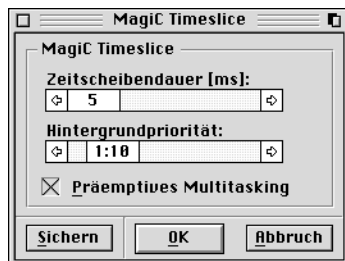 MagiC Timeslice
MagiC Timeslice
Zeitscheibendauer [ms]:
5
Hintergrundpriorität:
1:10
Präemptives Multitasking
Sichern
OK
Abbruch